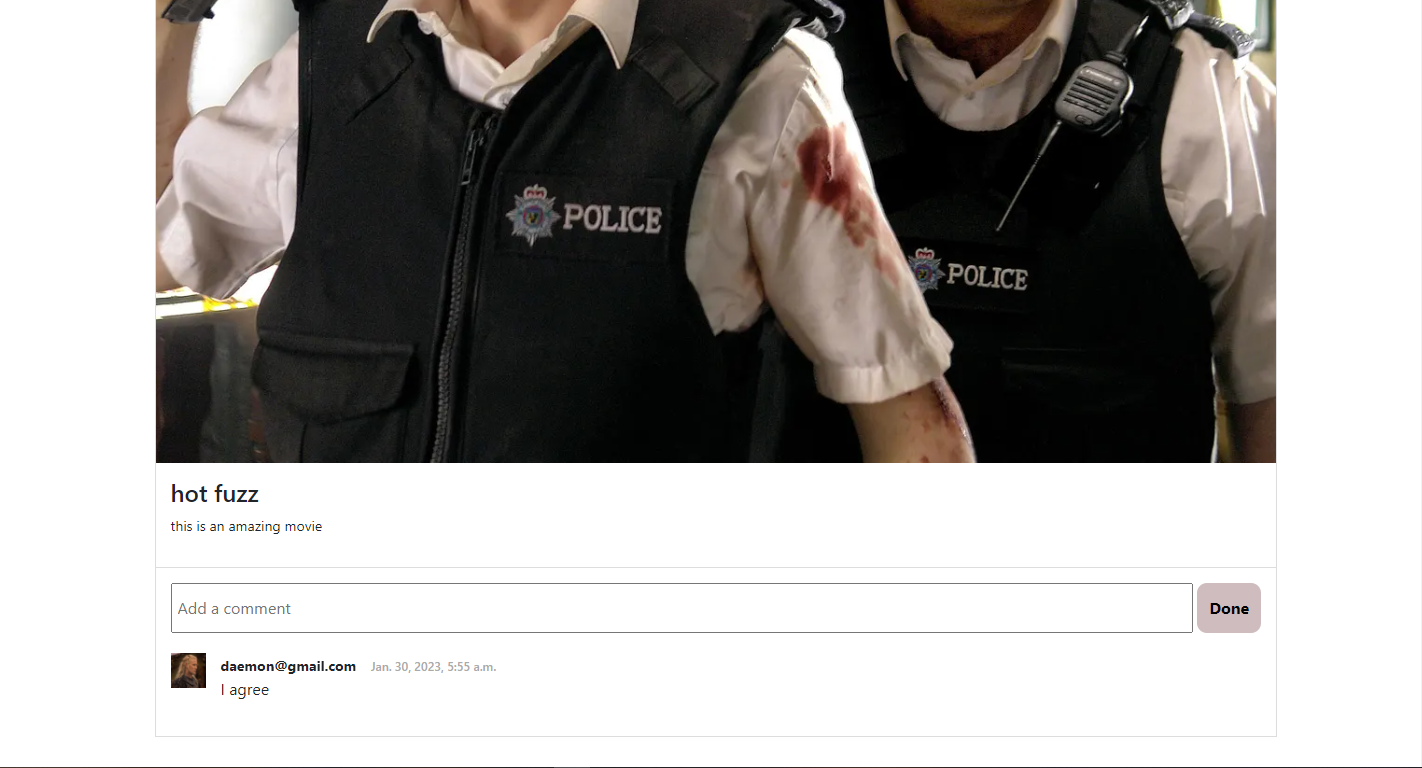 POLICE
POLICE
hot fuzz
this is an amazing movie
Add a comment
Done
daemon@gmail.com Jan. 30, 2023, 5:55 a.m.
I agree